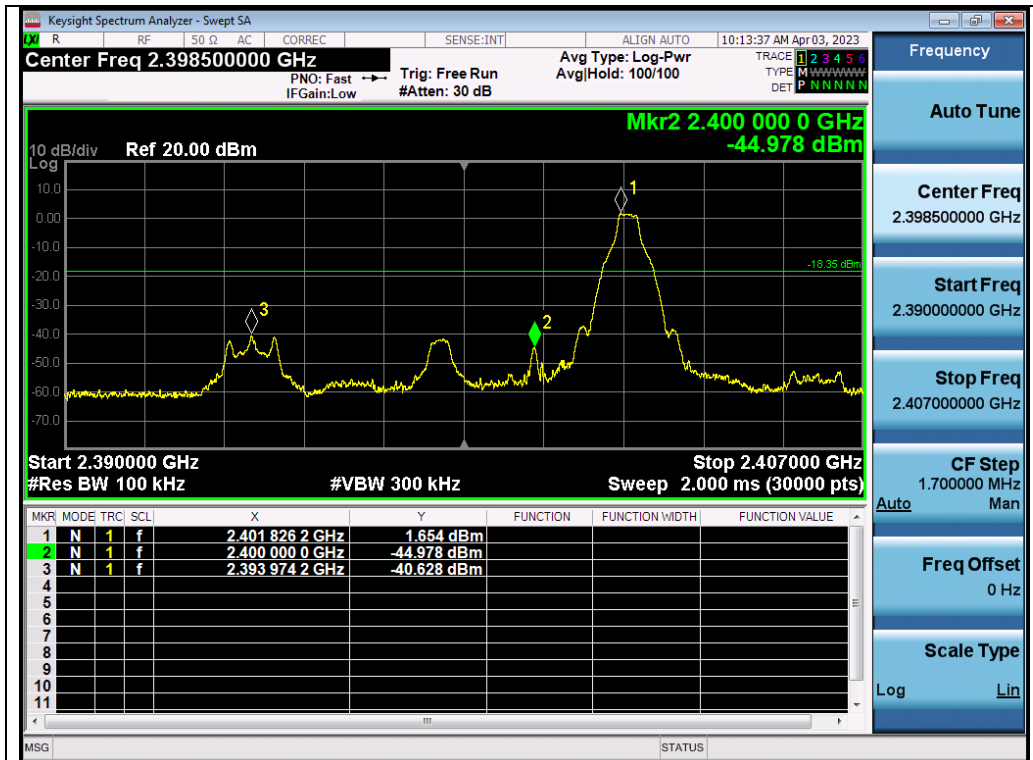 Keysight Spectrum Analyzer - Swept SA
LXI R RF 50 Ω AC CORREC SENSE:INT ALIGN AUTO 10:13:37 AM Apr 03, 2023
Center Freq 2.398500000 GHz
PNO: Fast
IFGain:Low
Trig: Free Run
#Atten: 30 dB
Avg Type: Log-Pwr
Avg|Hold: 100/100
TRACE 1 2 3 4 5 6
TYPE M WWWWW
DET P N N N N N
Mkr2 2.400 000 0 GHz
-44.978 dBm
10 dB/div Ref 20.00 dBm
Log
10.0
0.00
-10.0
-20.0
-30.0
-40.0
-50.0
-60.0
-70.0
1
-18.35 dBm
3
2
Start 2.390000 GHz Stop 2.407000 GHz
#Res BW 100 kHz #VBW 300 kHz Sweep 2.000 ms (30000 pts)
MKR MODE TRC SCL X Y FUNCTION FUNCTION WIDTH FUNCTION VALUE
1 N 1 f 2.401 826 2 GHz 1.654 dBm
2 N 1 f 2.400 000 0 GHz -44.978 dBm
3 N 1 f 2.393 974 2 GHz -40.628 dBm
4
5
6
7
8
9
10
11
MSG STATUS
Frequency
Auto Tune
Center Freq
2.398500000 GHz
Start Freq
2.390000000 GHz
Stop Freq
2.407000000 GHz
CF Step
1.700000 MHz
Auto Man
Freq Offset
0 Hz
Scale Type
Log Lin